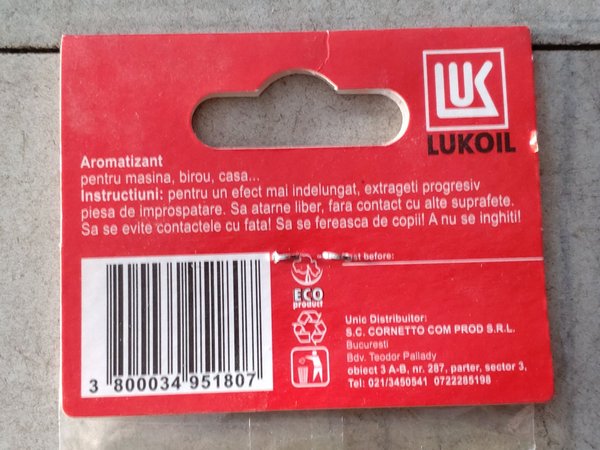 LUK
LUKOIL
Aromatizant
pentru masina, birou, casa...
Instructiuni: pentru un efect mai indelungat, extrageti progresiv
piesa de improspatare. Sa atarne liber, fara contact cu alte suprafete.
Sa se evite contactele cu fata! Sa se fereasca de copii! A nu se inghiti!
before:
ECO
product
Unic Distribuitor:
S.C. CORNETTO COM PROD S.R.L.
Bucuresti
Bdv. Teodor Pallady
obiect 3 A-B, nr. 287, parter, sector 3,
Tel: 021/3450541 0722285198
3 800034 951807